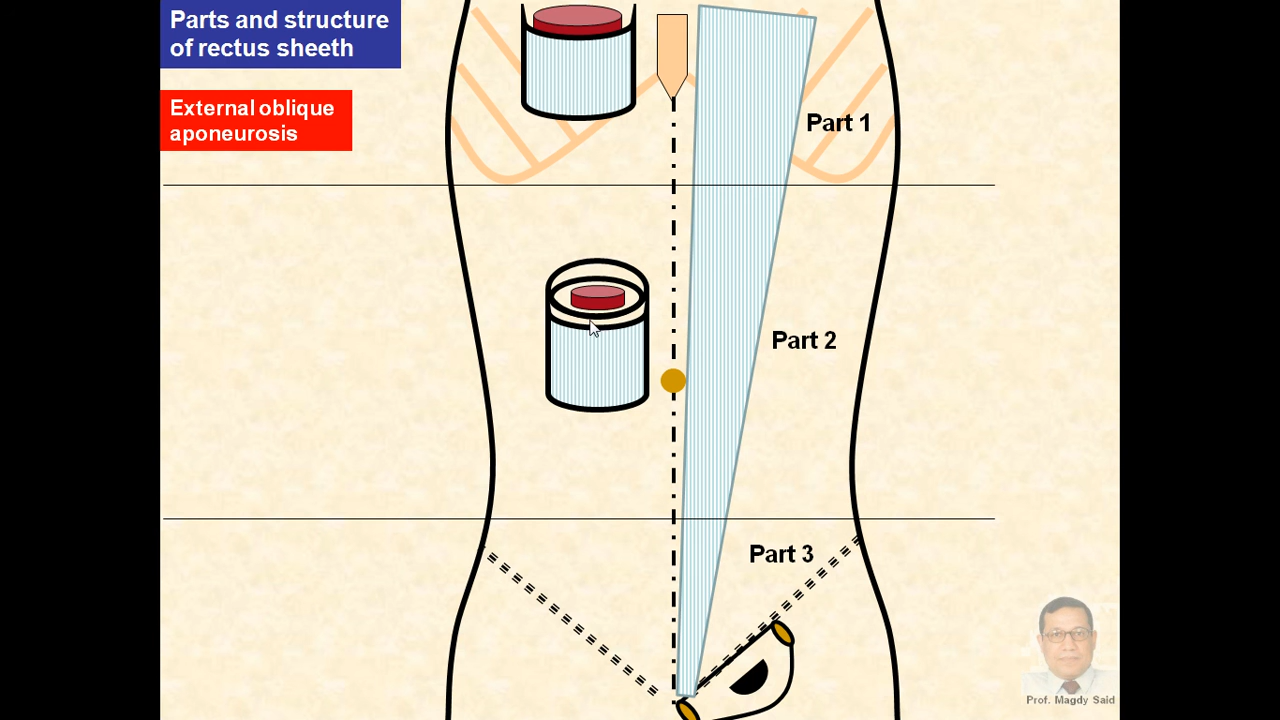 Parts and structure
of rectus sheeth
External oblique
aponeurosis
Part 1
Part 2
Part 3
Prof. Magdy Said